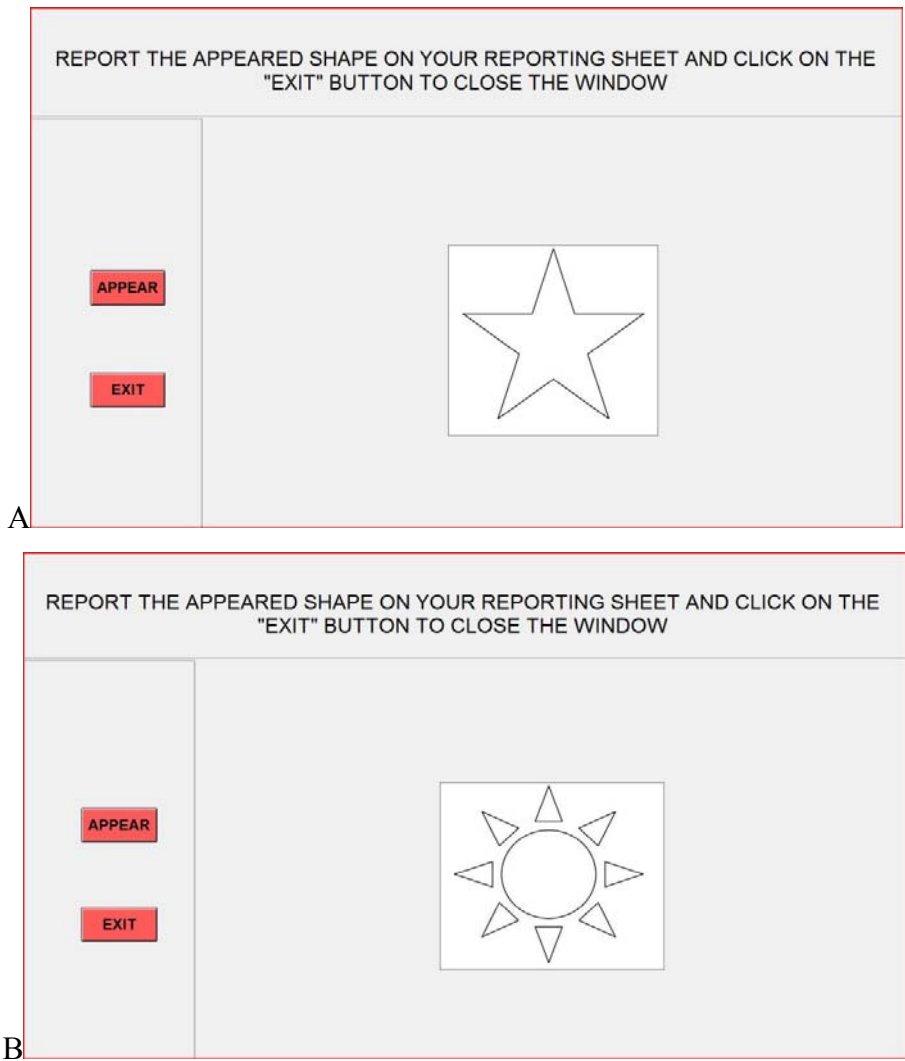 REPORT THE APPEARED SHAPE ON YOUR REPORTING SHEET AND CLICK ON THE
"EXIT" BUTTON TO CLOSE THE WINDOW
APPEAR
EXIT
A
REPORT THE APPEARED SHAPE ON YOUR REPORTING SHEET AND CLICK ON THE
"EXIT" BUTTON TO CLOSE THE WINDOW
APPEAR
EXIT
B